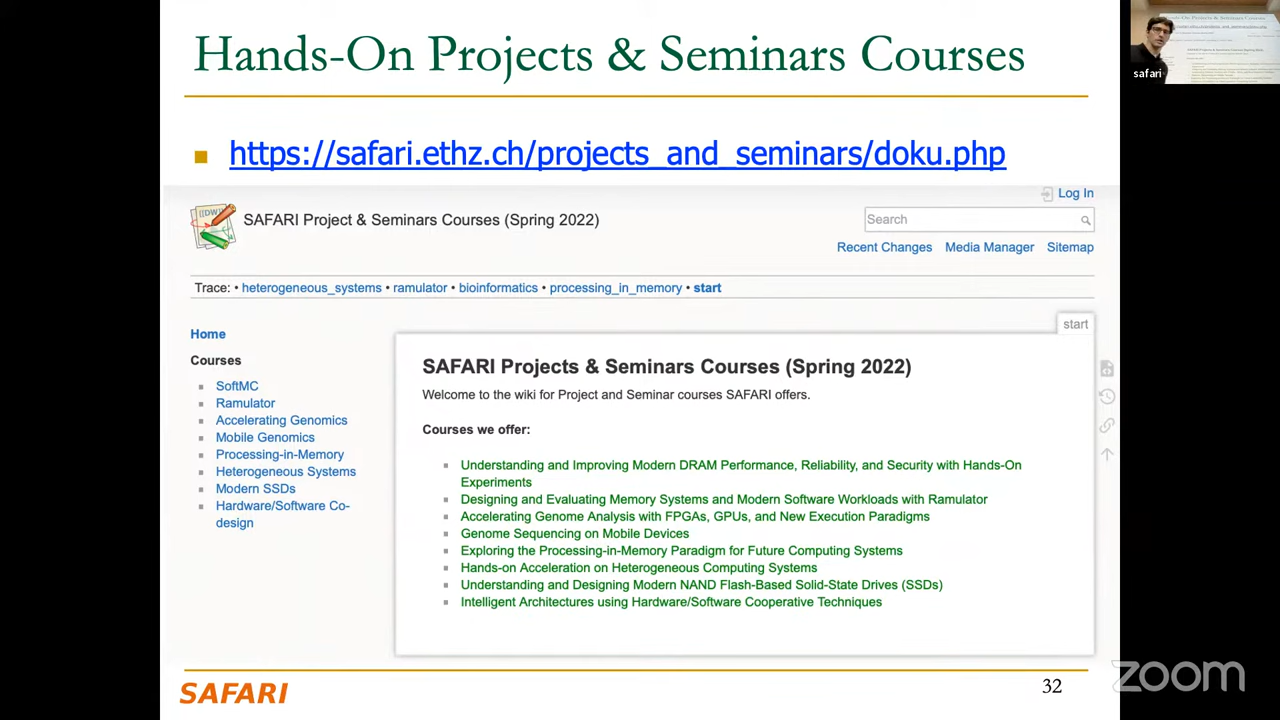 Hands-On Projects & Seminars Courses
https://safari.ethz.ch/projects_and_seminars/doku.php
Log In
[[DW]]
SAFARI Project & Seminars Courses (Spring 2022)
Search
Recent Changes Media Manager Sitemap
Trace: • heterogeneous_systems • ramulator • bioinformatics • processing_in_memory • start
start
Home
Courses
SoftMC
Ramulator
Accelerating Genomics
Mobile Genomics
Processing-in-Memory
Heterogeneous Systems
Modern SSDs
Hardware/Software Co-
design
SAFARI Projects & Seminars Courses (Spring 2022)
Welcome to the wiki for Project and Seminar courses SAFARI offers.
Courses we offer:
Understanding and Improving Modern DRAM Performance, Reliability, and Security with Hands-On
Experiments
Designing and Evaluating Memory Systems and Modern Software Workloads with Ramulator
Accelerating Genome Analysis with FPGAs, GPUs, and New Execution Paradigms
Genome Sequencing on Mobile Devices
Exploring the Processing-in-Memory Paradigm for Future Computing Systems
Hands-on Acceleration on Heterogeneous Computing Systems
Understanding and Designing Modern NAND Flash-Based Solid-State Drives (SSDs)
Intelligent Architectures using Hardware/Software Cooperative Techniques
SAFARI
32
safari
zoom